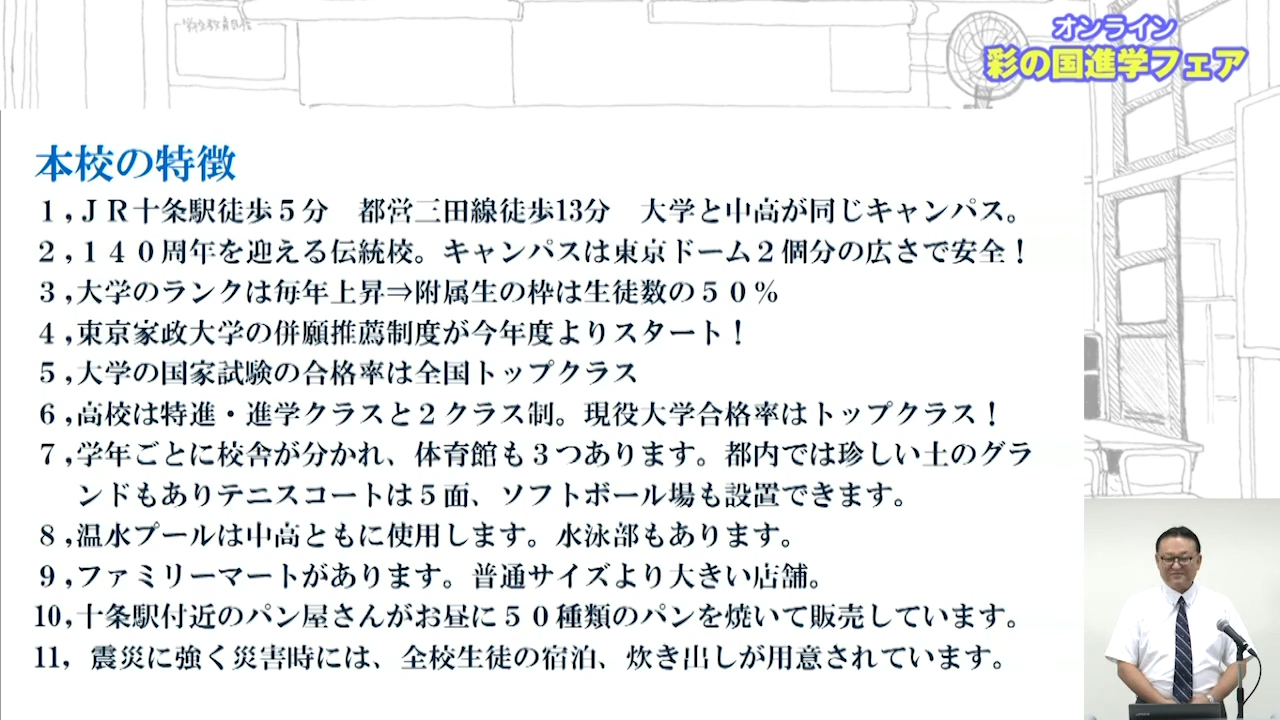 オンライン
彩の国進学フェア
本校の特徴
１,ＪＲ十条駅徒歩５分　都営三田線徒歩13分　大学と中高が同じキャンパス。
２,１４０周年を迎える伝統校。キャンパスは東京ドーム２個分の広さで安全！
３,大学のランクは毎年上昇⇒附属生の枠は生徒数の５０％
４,東京家政大学の併願推薦制度が今年度よりスタート！
５,大学の国家試験の合格率は全国トップクラス
６,高校は特進・進学クラスと２クラス制。現役大学合格率はトップクラス！
７,学年ごとに校舎が分かれ、体育館も３つあります。都内では珍しい土のグラ
ンドもありテニスコートは５面、ソフトボール場も設置できます。
８,温水プールは中高ともに使用します。水泳部もあります。
９,ファミリーマートがあります。普通サイズより大きい店舗。
10,十条駅付近のパン屋さんがお昼に５０種類のパンを焼いて販売しています。
11, 震災に強く災害時には、全校生徒の宿泊、炊き出しが用意されています。